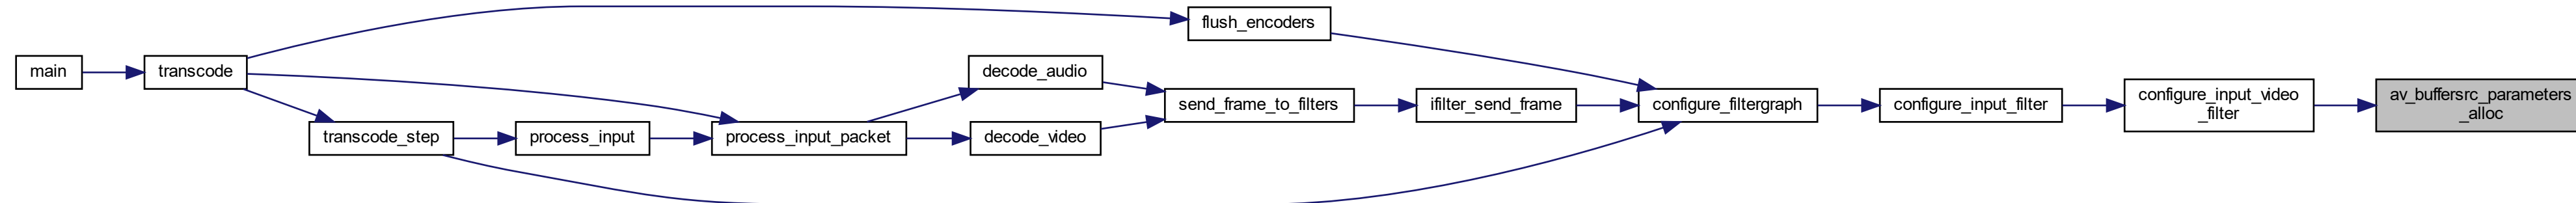 main
transcode
transcode_step
process_input
process_input_packet
decode_audio
decode_video
flush_encoders
send_frame_to_filters
ifilter_send_frame
configure_filtergraph
configure_input_filter
configure_input_video
_filter
av_buffersrc_parameters
_alloc